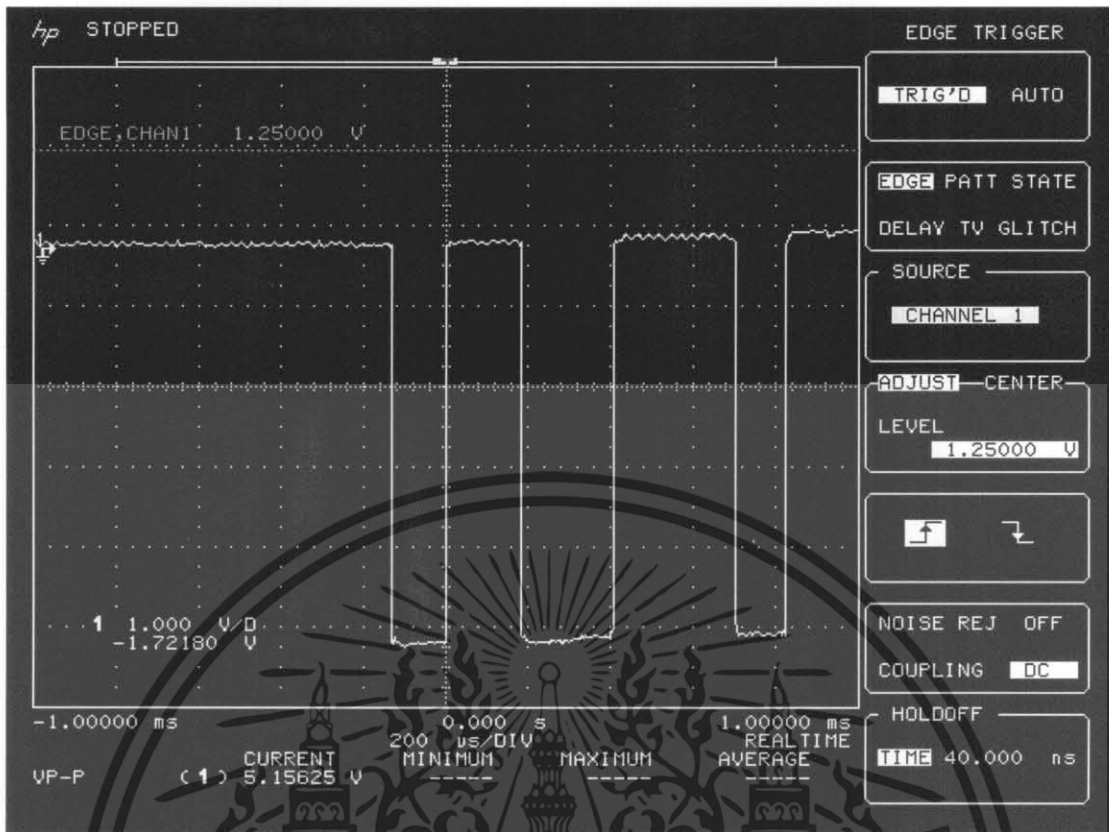 hp STOPPED
EDGE TRIGGER
TRIG'D AUTO
EDGE,CHAN1 1.25000 V
EDGE PATT STATE
DELAY TV GLITCH
1
SOURCE
CHANNEL 1
ADJUST CENTER
LEVEL
1.25000 V
1 1.000 V/D
-1.72180 V
NOISE REJ OFF
COUPLING DC
-1.00000 ms 0.000 s 1.00000 ms
200 µs/DIV REALTIME
CURRENT MINIMUM MAXIMUM AVERAGE
VP-P (1) 5.15625 V ----- ----- -----
HOLDOFF
TIME 40.000 ns